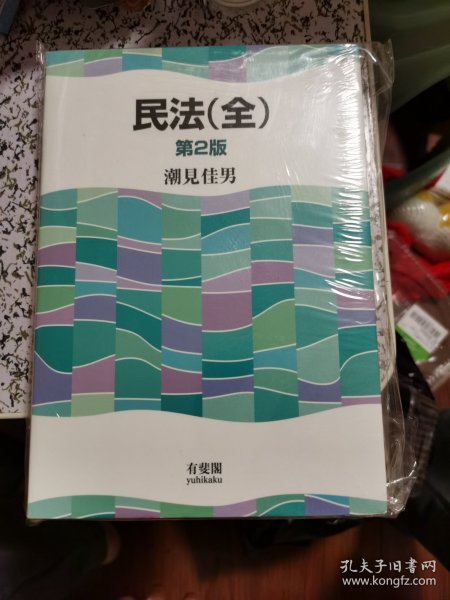 民法(全)
第2版
潮見佳男
有斐閣
yuhikaku
孔夫子旧书网
www.kongfz.com